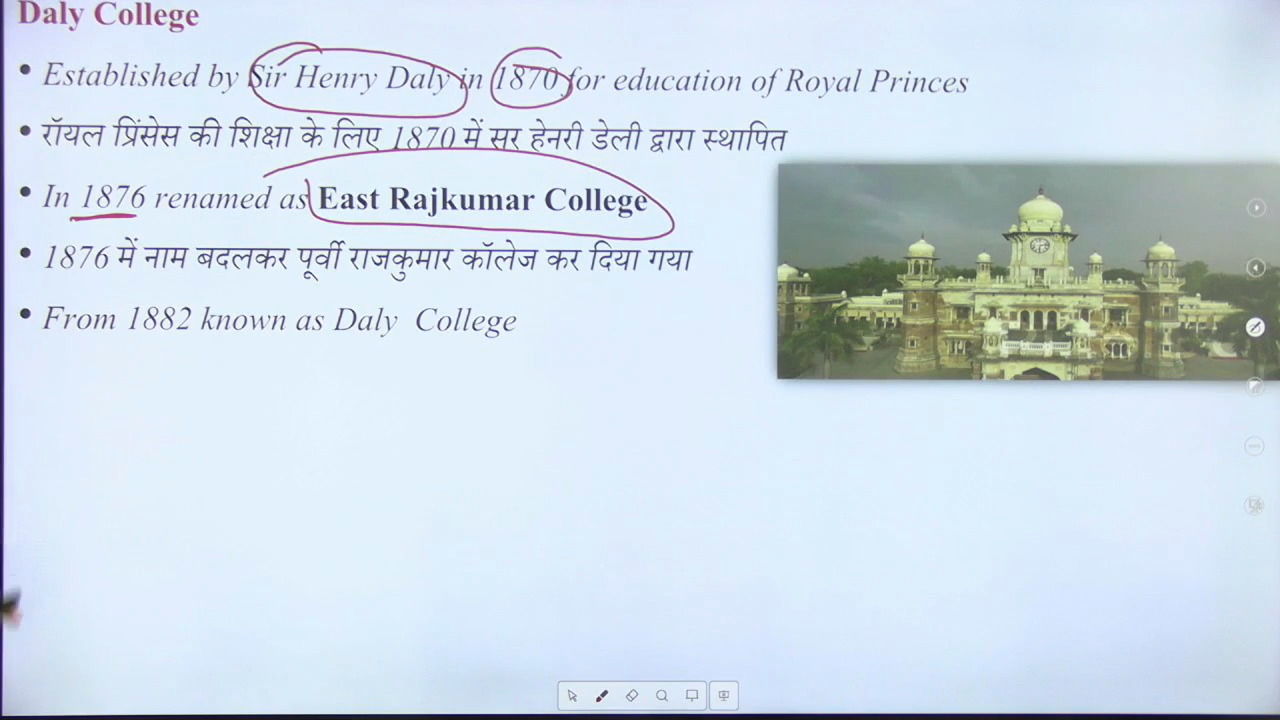 Daly College
• Established by Sir Henry Daly in 1870 for education of Royal Princes
• रॉयल प्रिंसेस की शिक्षा के लिए 1870 में सर हेनरी डेली द्वारा स्थापित
• In 1876 renamed as East Rajkumar College
• 1876 में नाम बदलकर पूर्वी राजकुमार कॉलेज कर दिया गया
• From 1882 known as Daly College